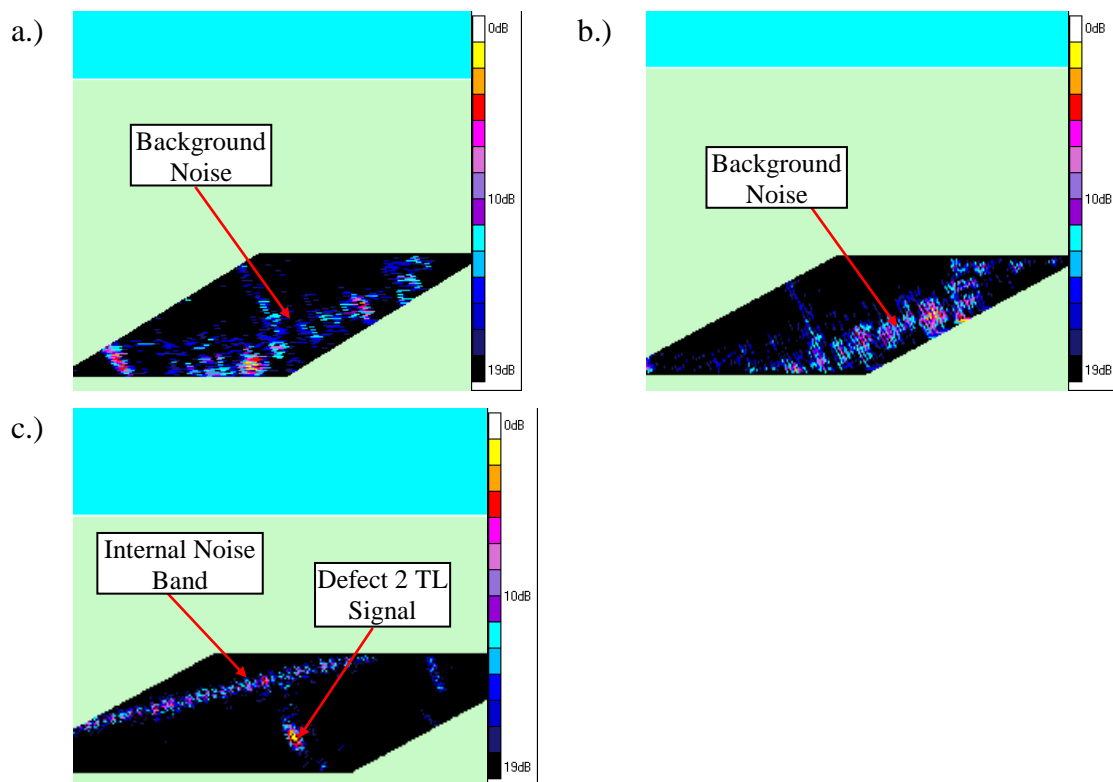 a.)
0dB
Background
Noise
10dB
19dB
b.)
0dB
Background
Noise
10dB
19dB
c.)
0dB
Internal Noise
Band
Defect 2 TL
Signal
10dB
19dB